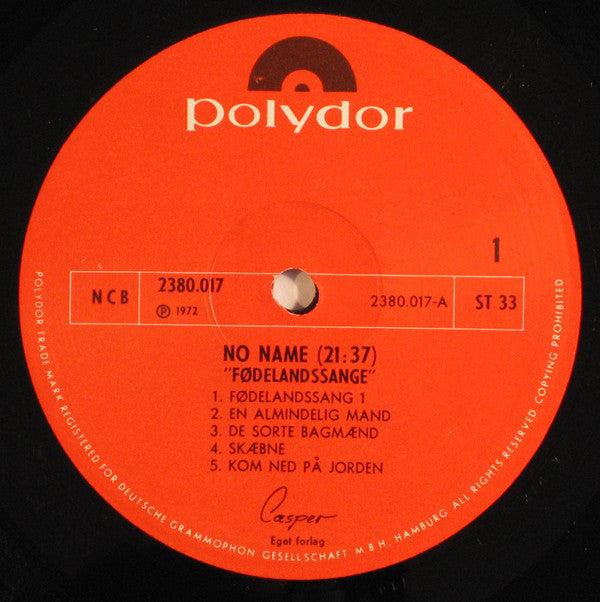 polydor
1
NCB
2380.017
℗ 1972
2380.017-A
ST 33
NO NAME (21:37)
"FØDELANDSSANGE"
1. FØDELANDSSANG 1
2. EN ALMINDELIG MAND
3. DE SORTE BAGMÆND
4. SKÆBNE
5. KOM NED PÅ JORDEN
Casper
Eget forlag
POLYDOR TRADE MARK REGISTERED FOR DEUTSCHE GRAMMOPHON GESELLSCHAFT MBH, HAMBURG ALL RIGHTS RESERVED COPYING PROHIBITED